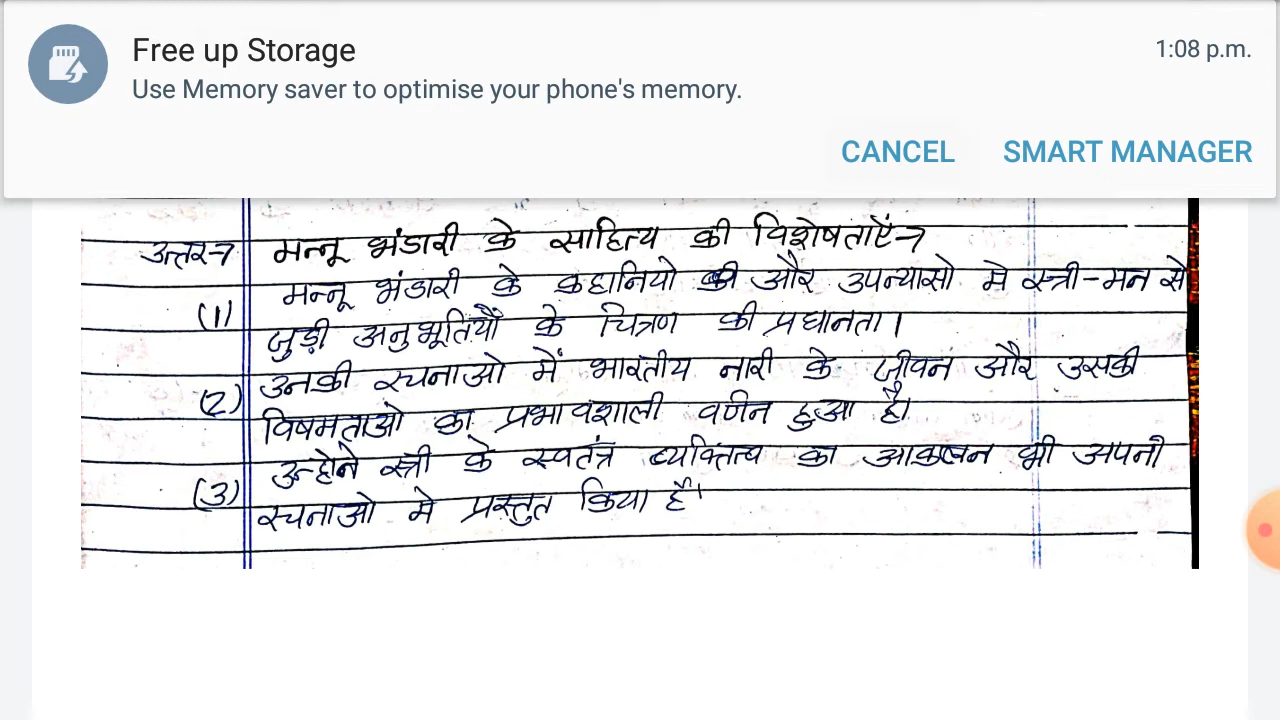 Free up Storage
1:08 p.m.
Use Memory saver to optimise your phone's memory.
CANCEL SMART MANAGER
उत्तर→ मन्नू भंडारी के साहित्य की विशेषताएँ→
(1) मन्नू भंडारी के कहानियो की और उपन्यासो मे स्त्री-मन से
जुड़ी अनुभूतियों के चित्रण की प्रधानता।
(2) उनकी रचनाओ में भारतीय नारी के जीवन और उसकी
विषमताओ का प्रभावशाली वर्णन हुआ है।
(3) उन्होने स्त्री के स्वतंत्र व्यक्तित्व का आकलन भी अपनी
रचनाओ मे प्रस्तुत किया है।